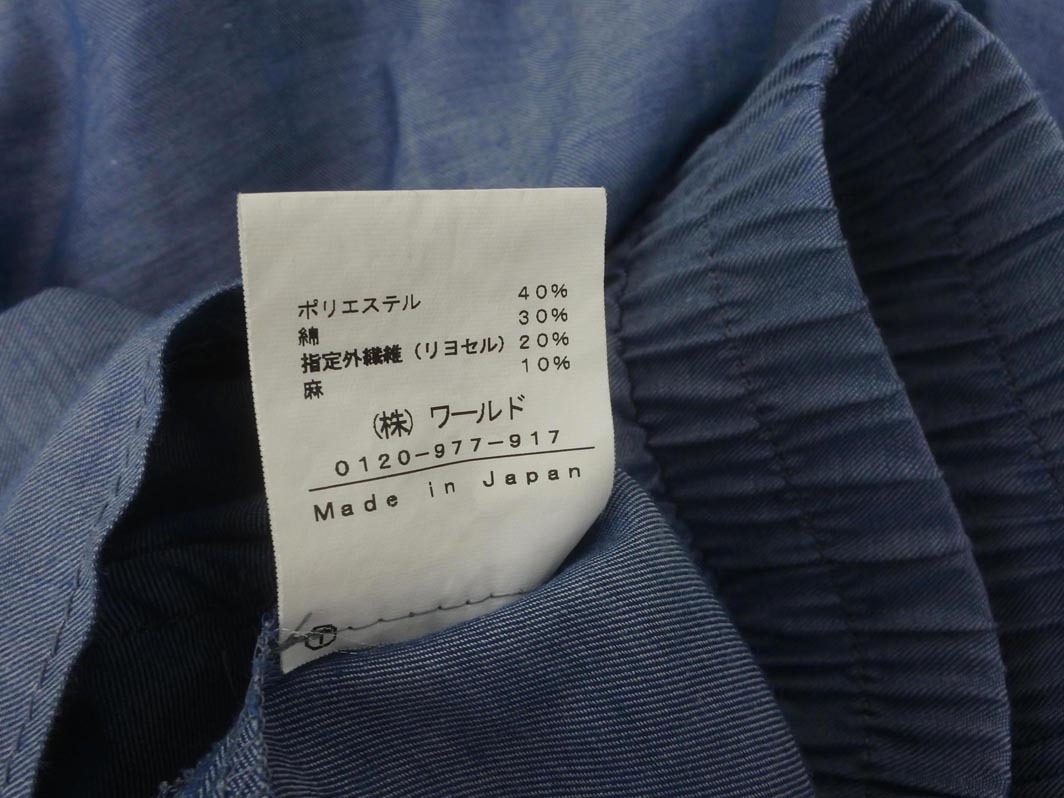 ポリエステル 40%
綿 30%
指定外繊維（リヨセル） 20%
麻 10%
（株）ワールド
0120-977-917
Made in Japan